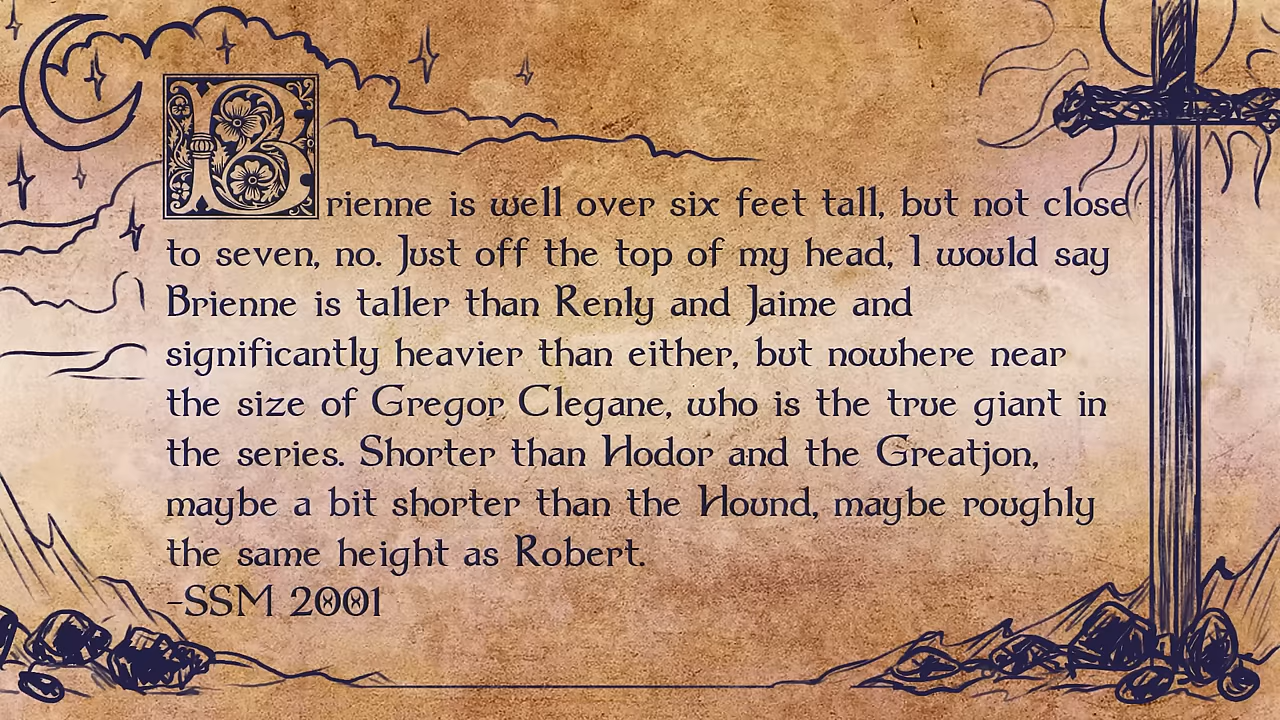 Brienne is well over six feet tall, but not close
to seven, no. Just off the top of my head, I would say
Brienne is taller than Renly and Jaime and
significantly heavier than either, but nowhere near
the size of Gregor Clegane, who is the true giant in
the series. Shorter than Hodor and the Greatjon,
maybe a bit shorter than the Hound, maybe roughly
the same height as Robert.
-SSM 2001